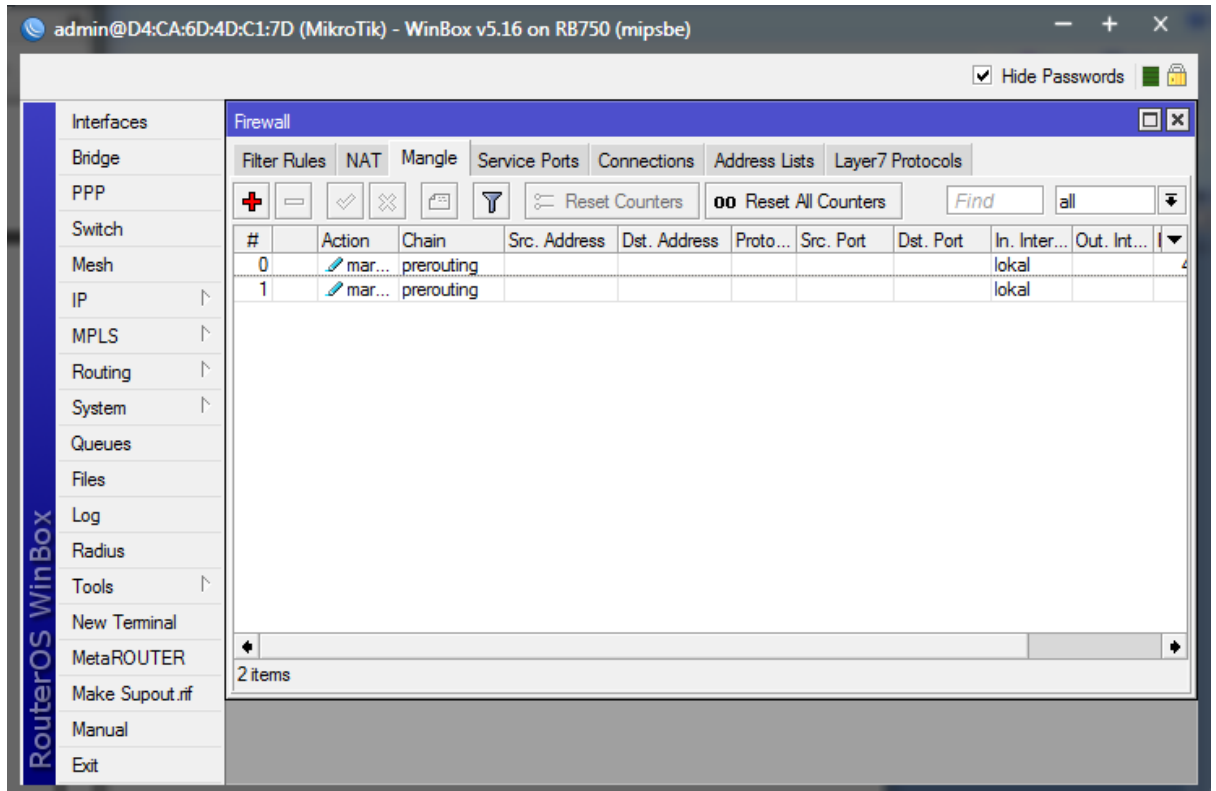 admin@D4:CA:6D:4D:C1:7D (MikroTik) - WinBox v5.16 on RB750 (mipsbe)
Hide Passwords
RouterOS WinBox
Interfaces
Bridge
PPP
Switch
Mesh
IP
MPLS
Routing
System
Queues
Files
Log
Radius
Tools
New Terminal
MetaROUTER
Make Supout.rif
Manual
Exit
Firewall
Filter Rules NAT Mangle Service Ports Connections Address Lists Layer7 Protocols
Reset Counters 00 Reset All Counters Find all
# Action Chain Src. Address Dst. Address Proto... Src. Port Dst. Port In. Inter... Out. Int...
0 mar... prerouting lokal
1 mar... prerouting lokal
2 items